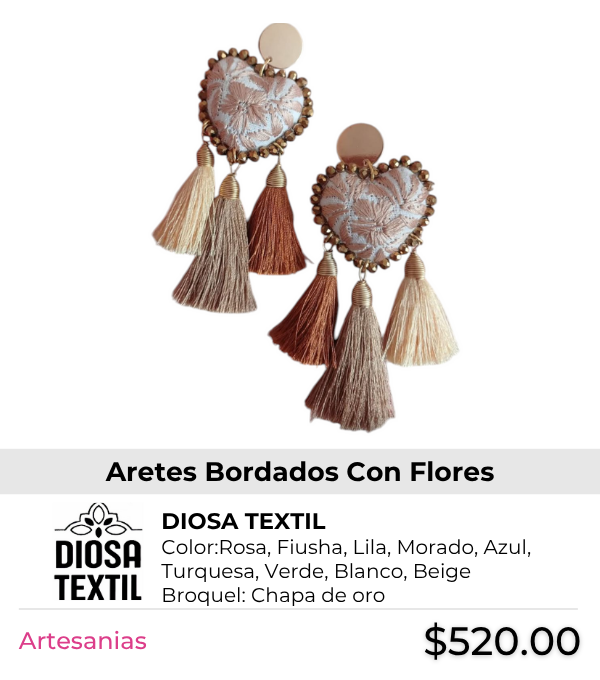 Aretes Bordados Con Flores
DIOSA
TEXTIL
DIOSA TEXTIL
Color:Rosa, Fiusha, Lila, Morado, Azul,
Turquesa, Verde, Blanco, Beige
Broquel: Chapa de oro
Artesanias
$520.00